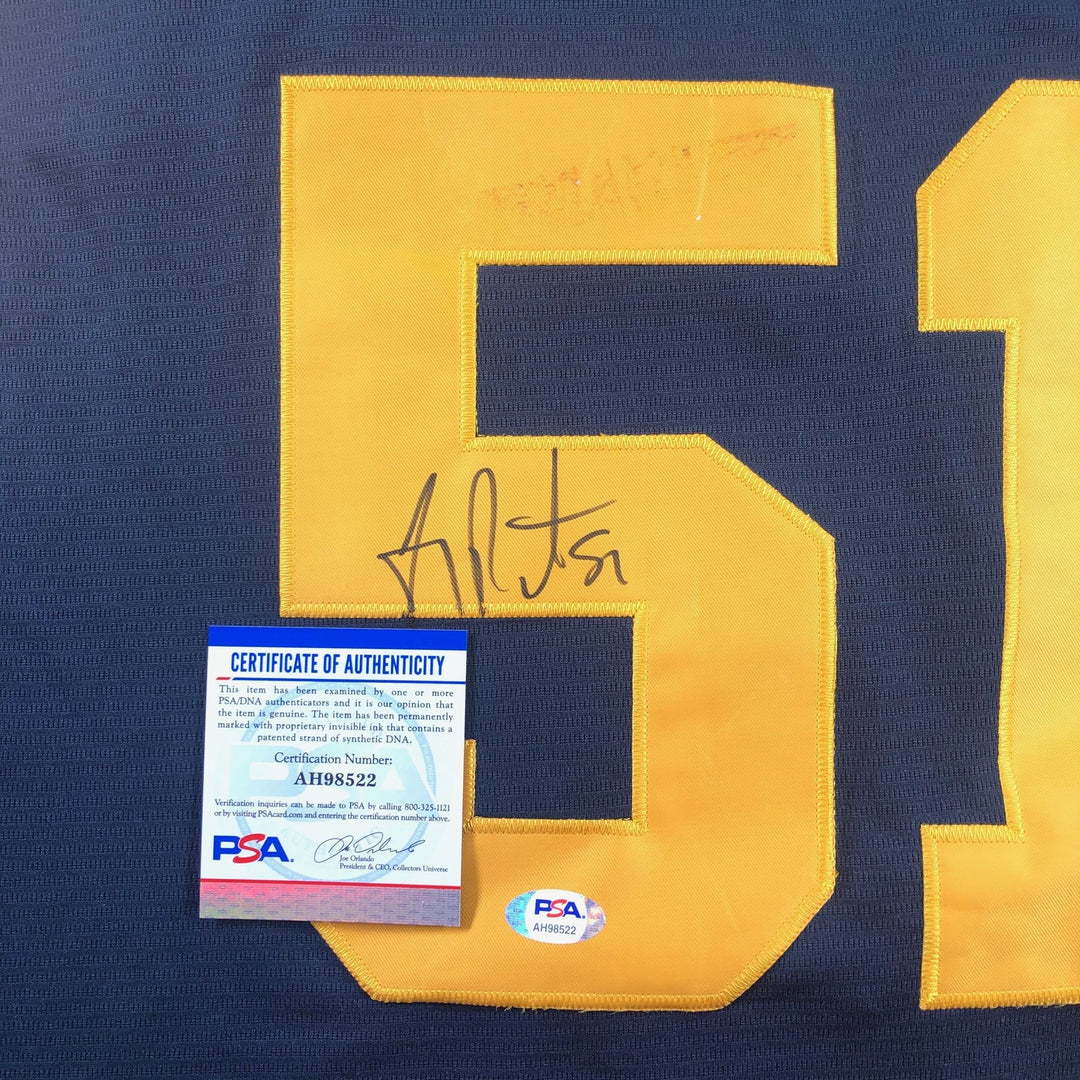 51
CERTIFICATE OF AUTHENTICITY
This item has been examined by one or more
PSA/DNA authenticators and it is our opinion that
the item is genuine. The item has been permanently
marked with proprietary invisible ink that contains a
patented strand of synthetic DNA.
Certification Number:
AH98522
Verification inquiries can be made to PSA by calling 800-325-1121
or by visiting PSAcard.com and entering the certification number above.
PSA
Joe Orlando
President & CEO, Collectors Universe
PSA
AH98522